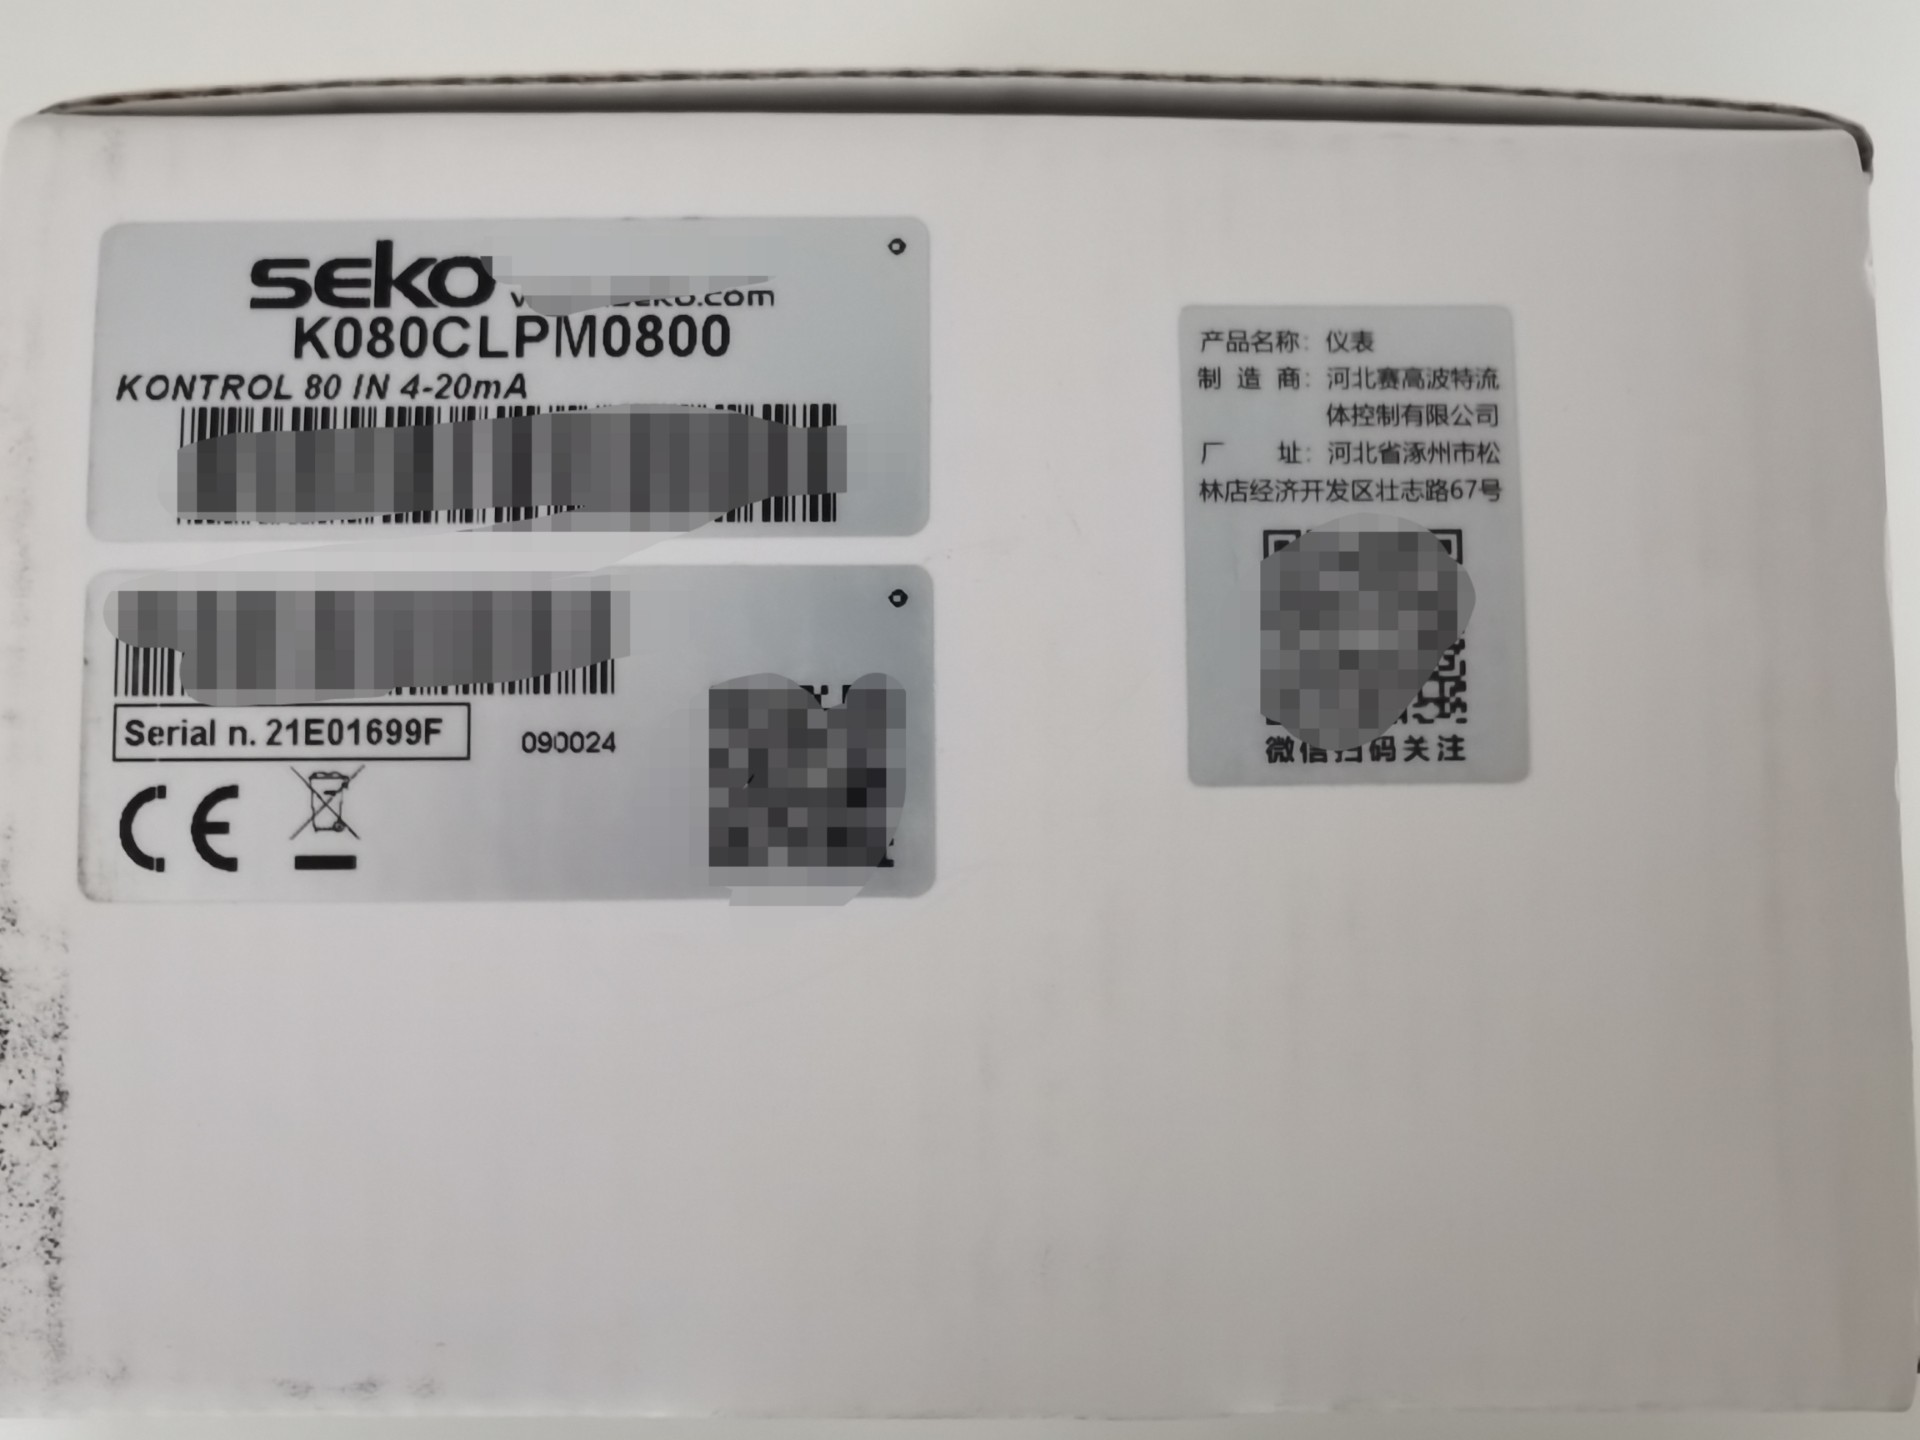 seko
K080CLPM0800
KONTROL 80 IN 4-20mA
Serial n. 21E01699F
090024
CE
产品名称：仪表
制造商：河北赛高波特流
体控制有限公司
厂址：河北省涿州市松
林店经济开发区壮志路67号
微信扫码关注